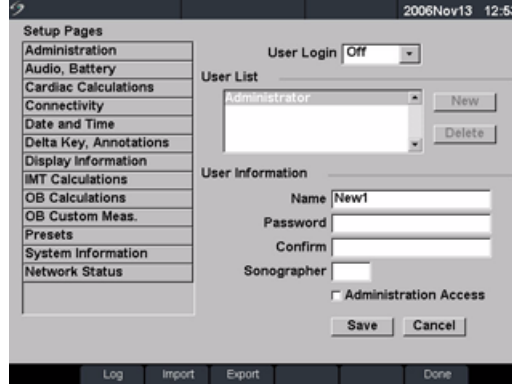 2006Nov13 12:53
Setup Pages
Administration
Audio, Battery
Cardiac Calculations
Connectivity
Date and Time
Delta Key, Annotations
Display Information
IMT Calculations
OB Calculations
OB Custom Meas.
Presets
System Information
Network Status
User Login Off
User List
Administrator
New
Delete
User Information
Name New1
Password
Confirm
Sonographer
Administration Access
Save Cancel
Log Import Export Done